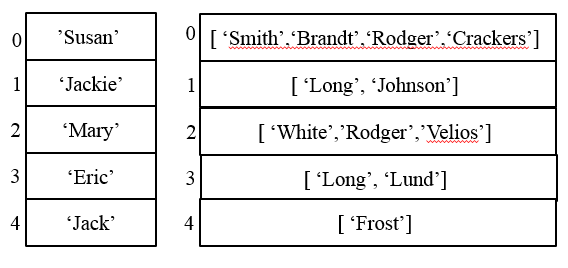 0 ’Susan’ 0 [ ‘Smith’,‘Brandt’,‘Rodger’,‘Crackers’]
1 ‘Jackie’ 1 [ ‘Long’, ‘Johnson’]
2 ‘Mary’ 2 [ ‘White’,’Rodger’,’Velios’]
3 ‘Eric’ 3 [ ‘Long’, ‘Lund’]
4 ‘Jack’ 4 [ ‘Frost’]